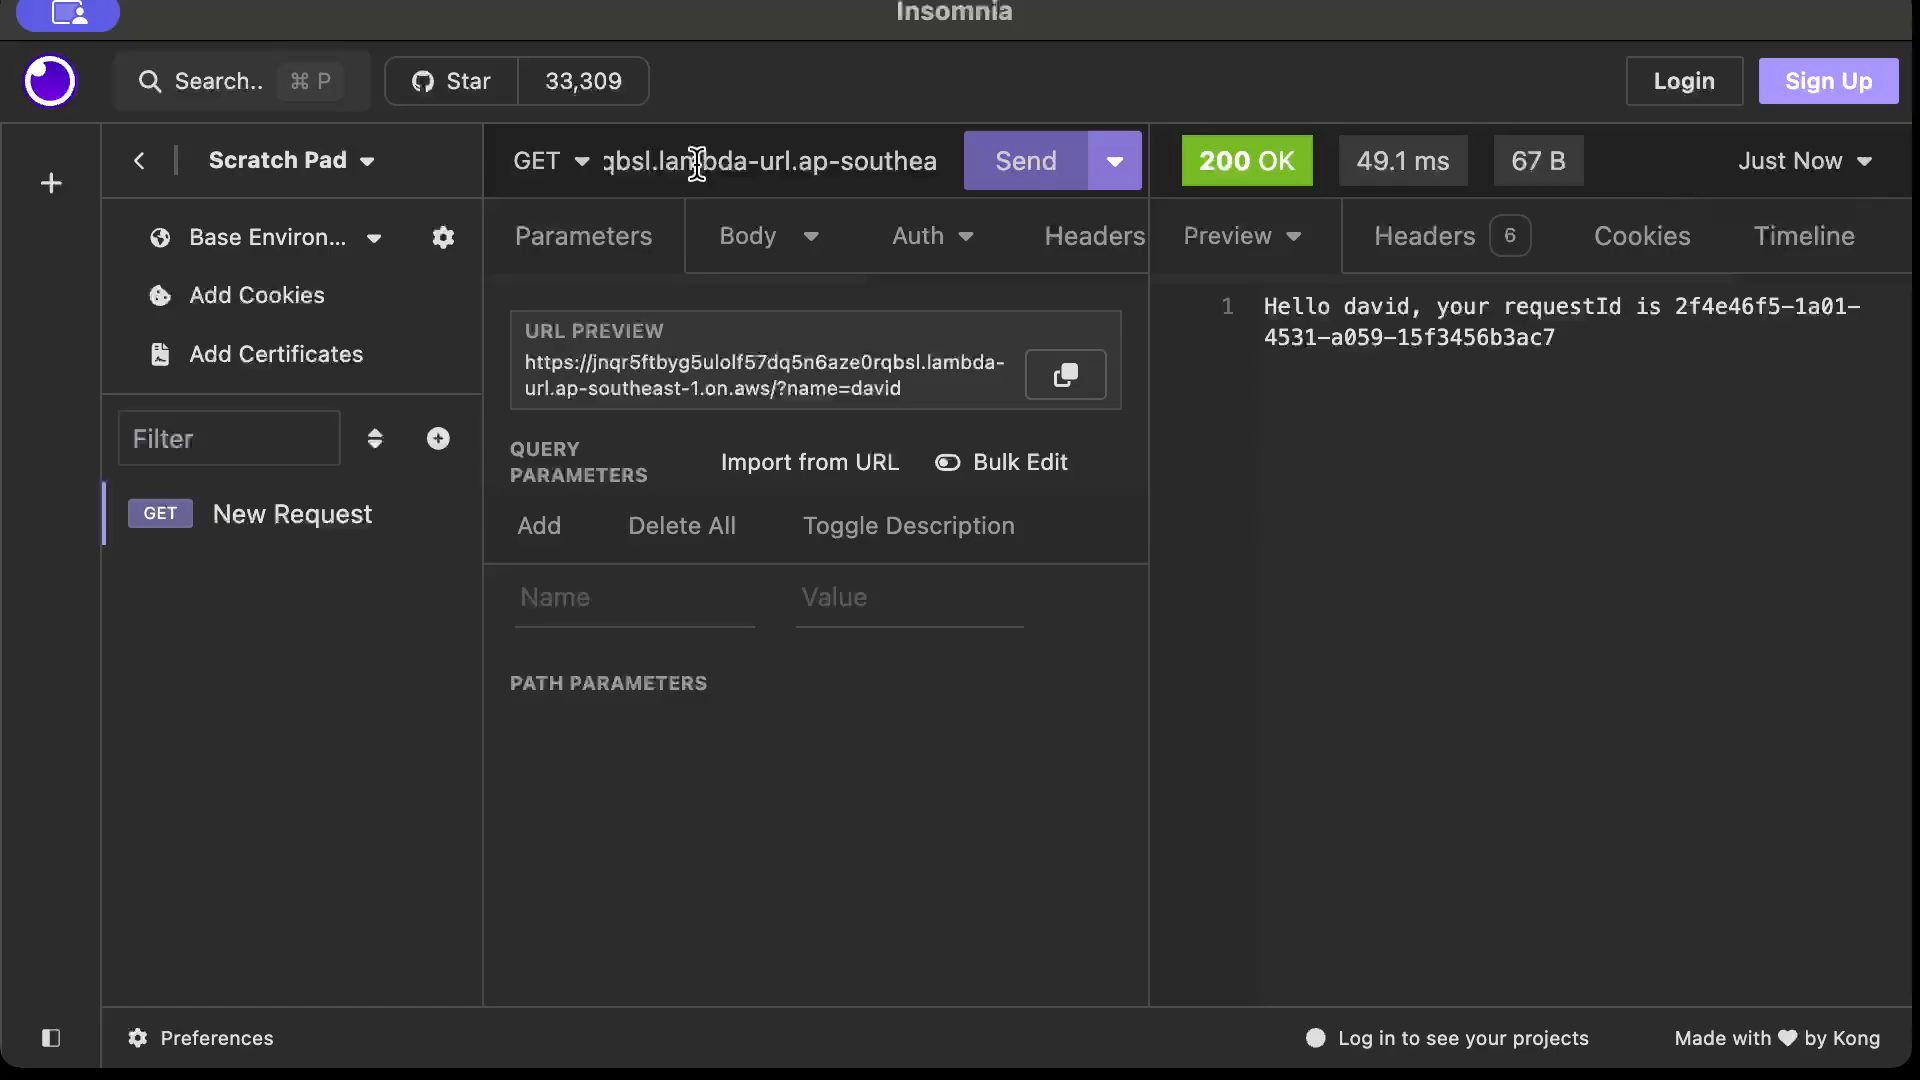 Insomnia
Search.. ⌘ P
Star 33,309
Login
Sign Up
Scratch Pad
GET qbsl.lambda-url.ap-southea Send
200 OK 49.1 ms 67 B Just Now
Base Environ...
Add Cookies
Add Certificates
Filter
GET New Request
Parameters Body Auth Headers
URL PREVIEW
https://jnqr5ftbyg5ulolf57dq5n6aze0rqbsl.lambda-
url.ap-southeast-1.on.aws/?name=david
QUERY
PARAMETERS
Import from URL Bulk Edit
Add Delete All Toggle Description
Name Value
PATH PARAMETERS
Preview Headers 6 Cookies Timeline
1 Hello david, your requestId is 2f4e46f5-1a01-
4531-a059-15f3456b3ac7
Preferences
Log in to see your projects
Made with ❤ by Kong